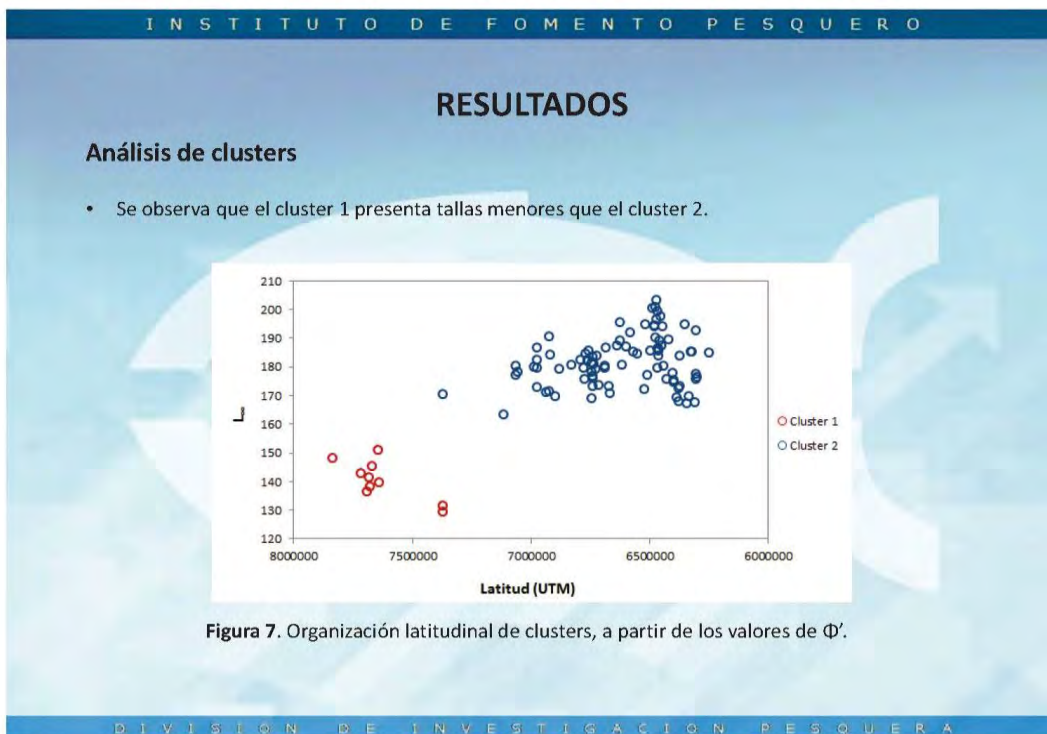 INSTITUTO DE FOMENTO PESQUERO
RESULTADOS
Análisis de clusters
• Se observa que el cluster 1 presenta tallas menores que el cluster 2.
210
200
190
180
170
160
150
140
130
120
L∞
8000000 7500000 7000000 6500000 6000000
Latitud (UTM)
Cluster 1
Cluster 2
Figura 7. Organización latitudinal de clusters, a partir de los valores de Φ’.
DIVISIÓN DE INVESTIGACIÓN PESQUERA